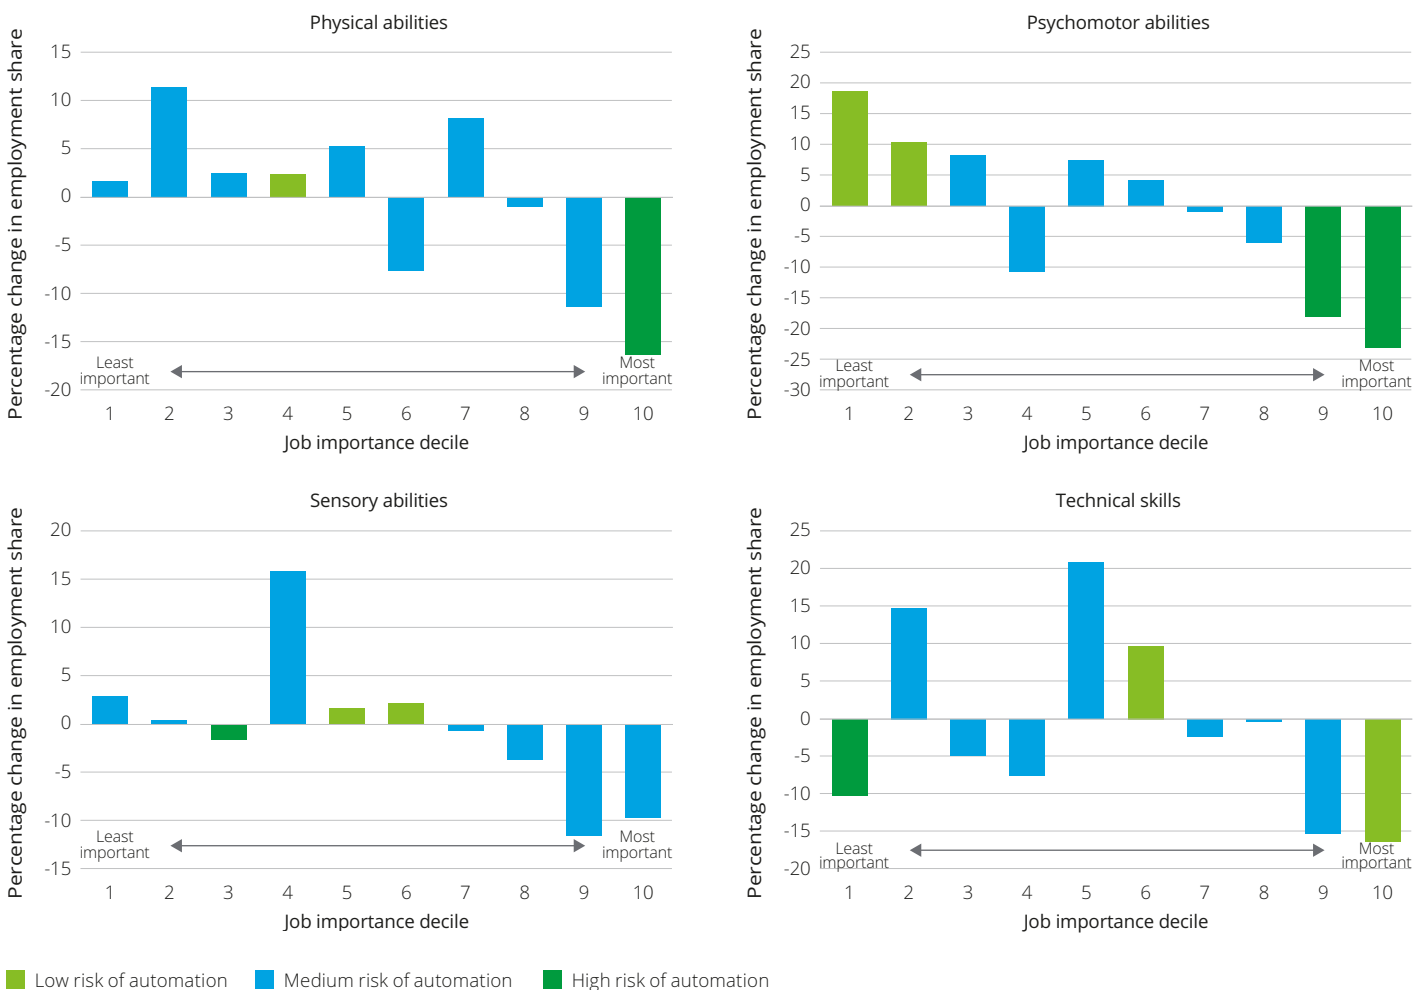 Physical abilities
Percentage change in employment share
15
10
5
0
-5
-10
-15
-20
Least
important
Most
important
1 2 3 4 5 6 7 8 9 10
Job importance decile
Psychomotor abilities
Percentage change in employment share
25
20
15
10
5
0
-5
-10
-15
-20
-25
-30
Least
important
Most
important
1 2 3 4 5 6 7 8 9 10
Job importance decile
Sensory abilities
Percentage change in employment share
20
15
10
5
0
-5
-10
-15
Least
important
Most
important
1 2 3 4 5 6 7 8 9 10
Job importance decile
Technical skills
Percentage change in employment share
25
20
15
10
5
0
-5
-10
-15
-20
Least
important
Most
important
1 2 3 4 5 6 7 8 9 10
Job importance decile
Low risk of automation Medium risk of automation High risk of automation